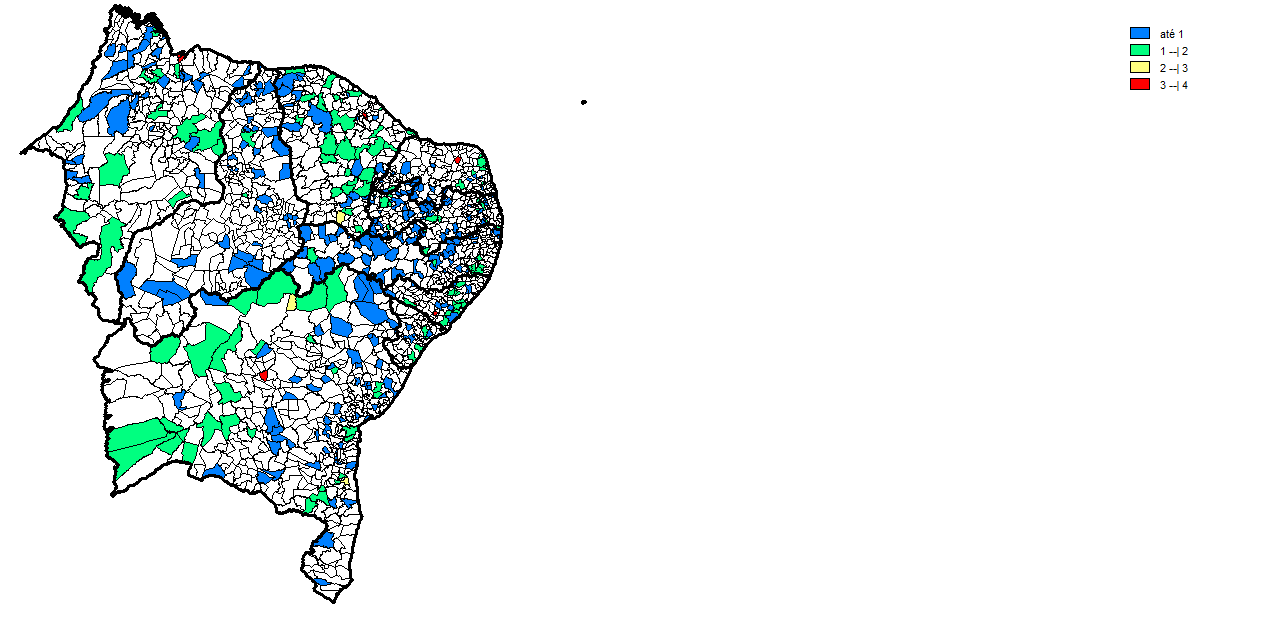 até 1
1 --| 2
2 --| 3
3 --| 4